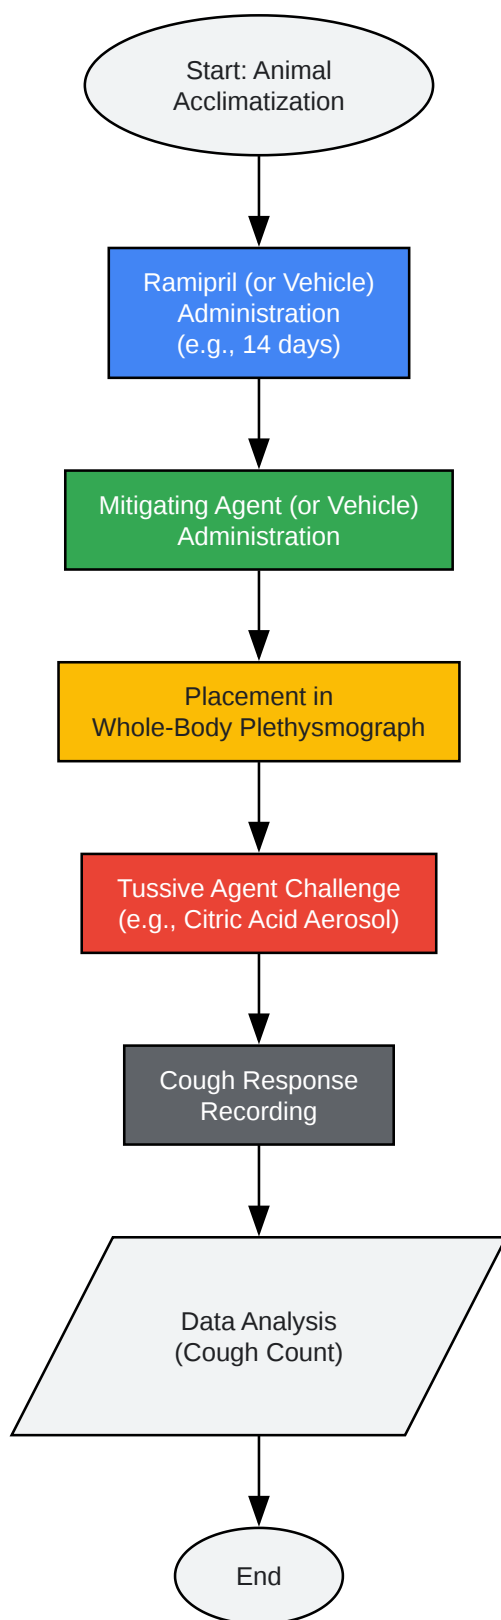 Start: Animal
Acclimatization
Ramipril (or Vehicle)
Administration
(e.g., 14 days)
Mitigating Agent (or Vehicle)
Administration
Placement in
Whole-Body Plethysmograph
Tussive Agent Challenge
(e.g., Citric Acid Aerosol)
Cough Response
Recording
Data Analysis
(Cough Count)
End